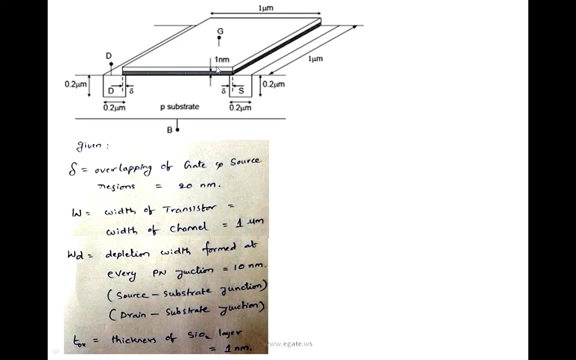 1μm
G
D
1nm
1μm
0.2μm
D
δ
δ
S
0.2μm
0.2μm
p substrate
0.2μm
B
given :
δ = overlapping of Gate & Source
regions = 20 nm.
W = width of Transistor =
width of channel = 1 μm
Wd = depletion width formed at
every PN junction = 10 nm.
( Source - Substrate Junction )
( Drain - Substrate Junction )
tox = thickness of SiO2 layer
= 1 nm.
www.egate.ws